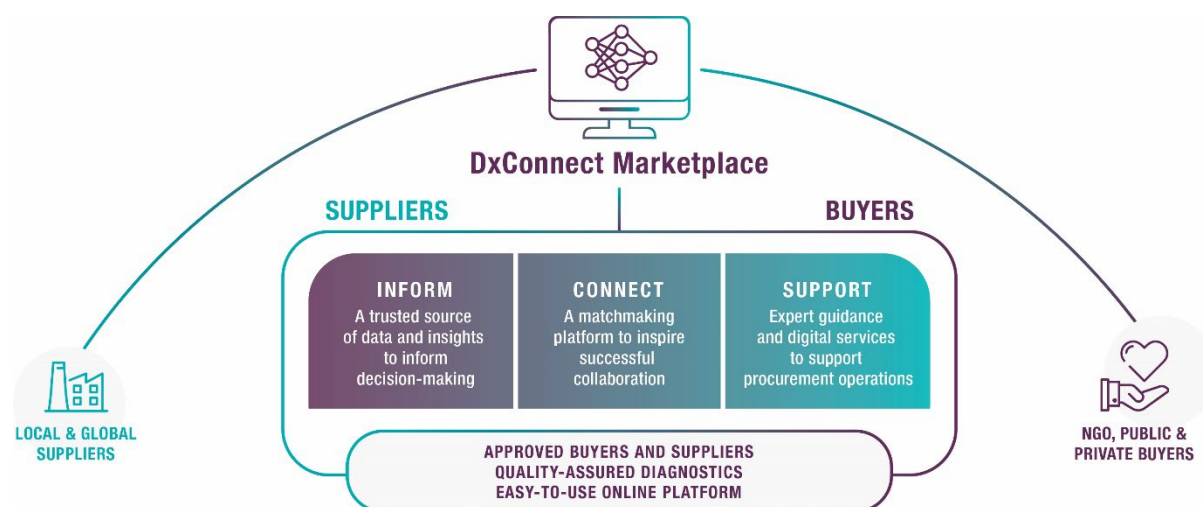 DxConnect Marketplace
SUPPLIERS
BUYERS
INFORM
A trusted source
of data and insights
to inform
decision-making
CONNECT
A matchmaking
platform to inspire
successful
collaboration
SUPPORT
Expert guidance
and digital services
to support
procurement operations
LOCAL & GLOBAL
SUPPLIERS
NGO, PUBLIC &
PRIVATE BUYERS
APPROVED BUYERS AND SUPPLIERS
QUALITY-ASSURED DIAGNOSTICS
EASY-TO-USE ONLINE PLATFORM